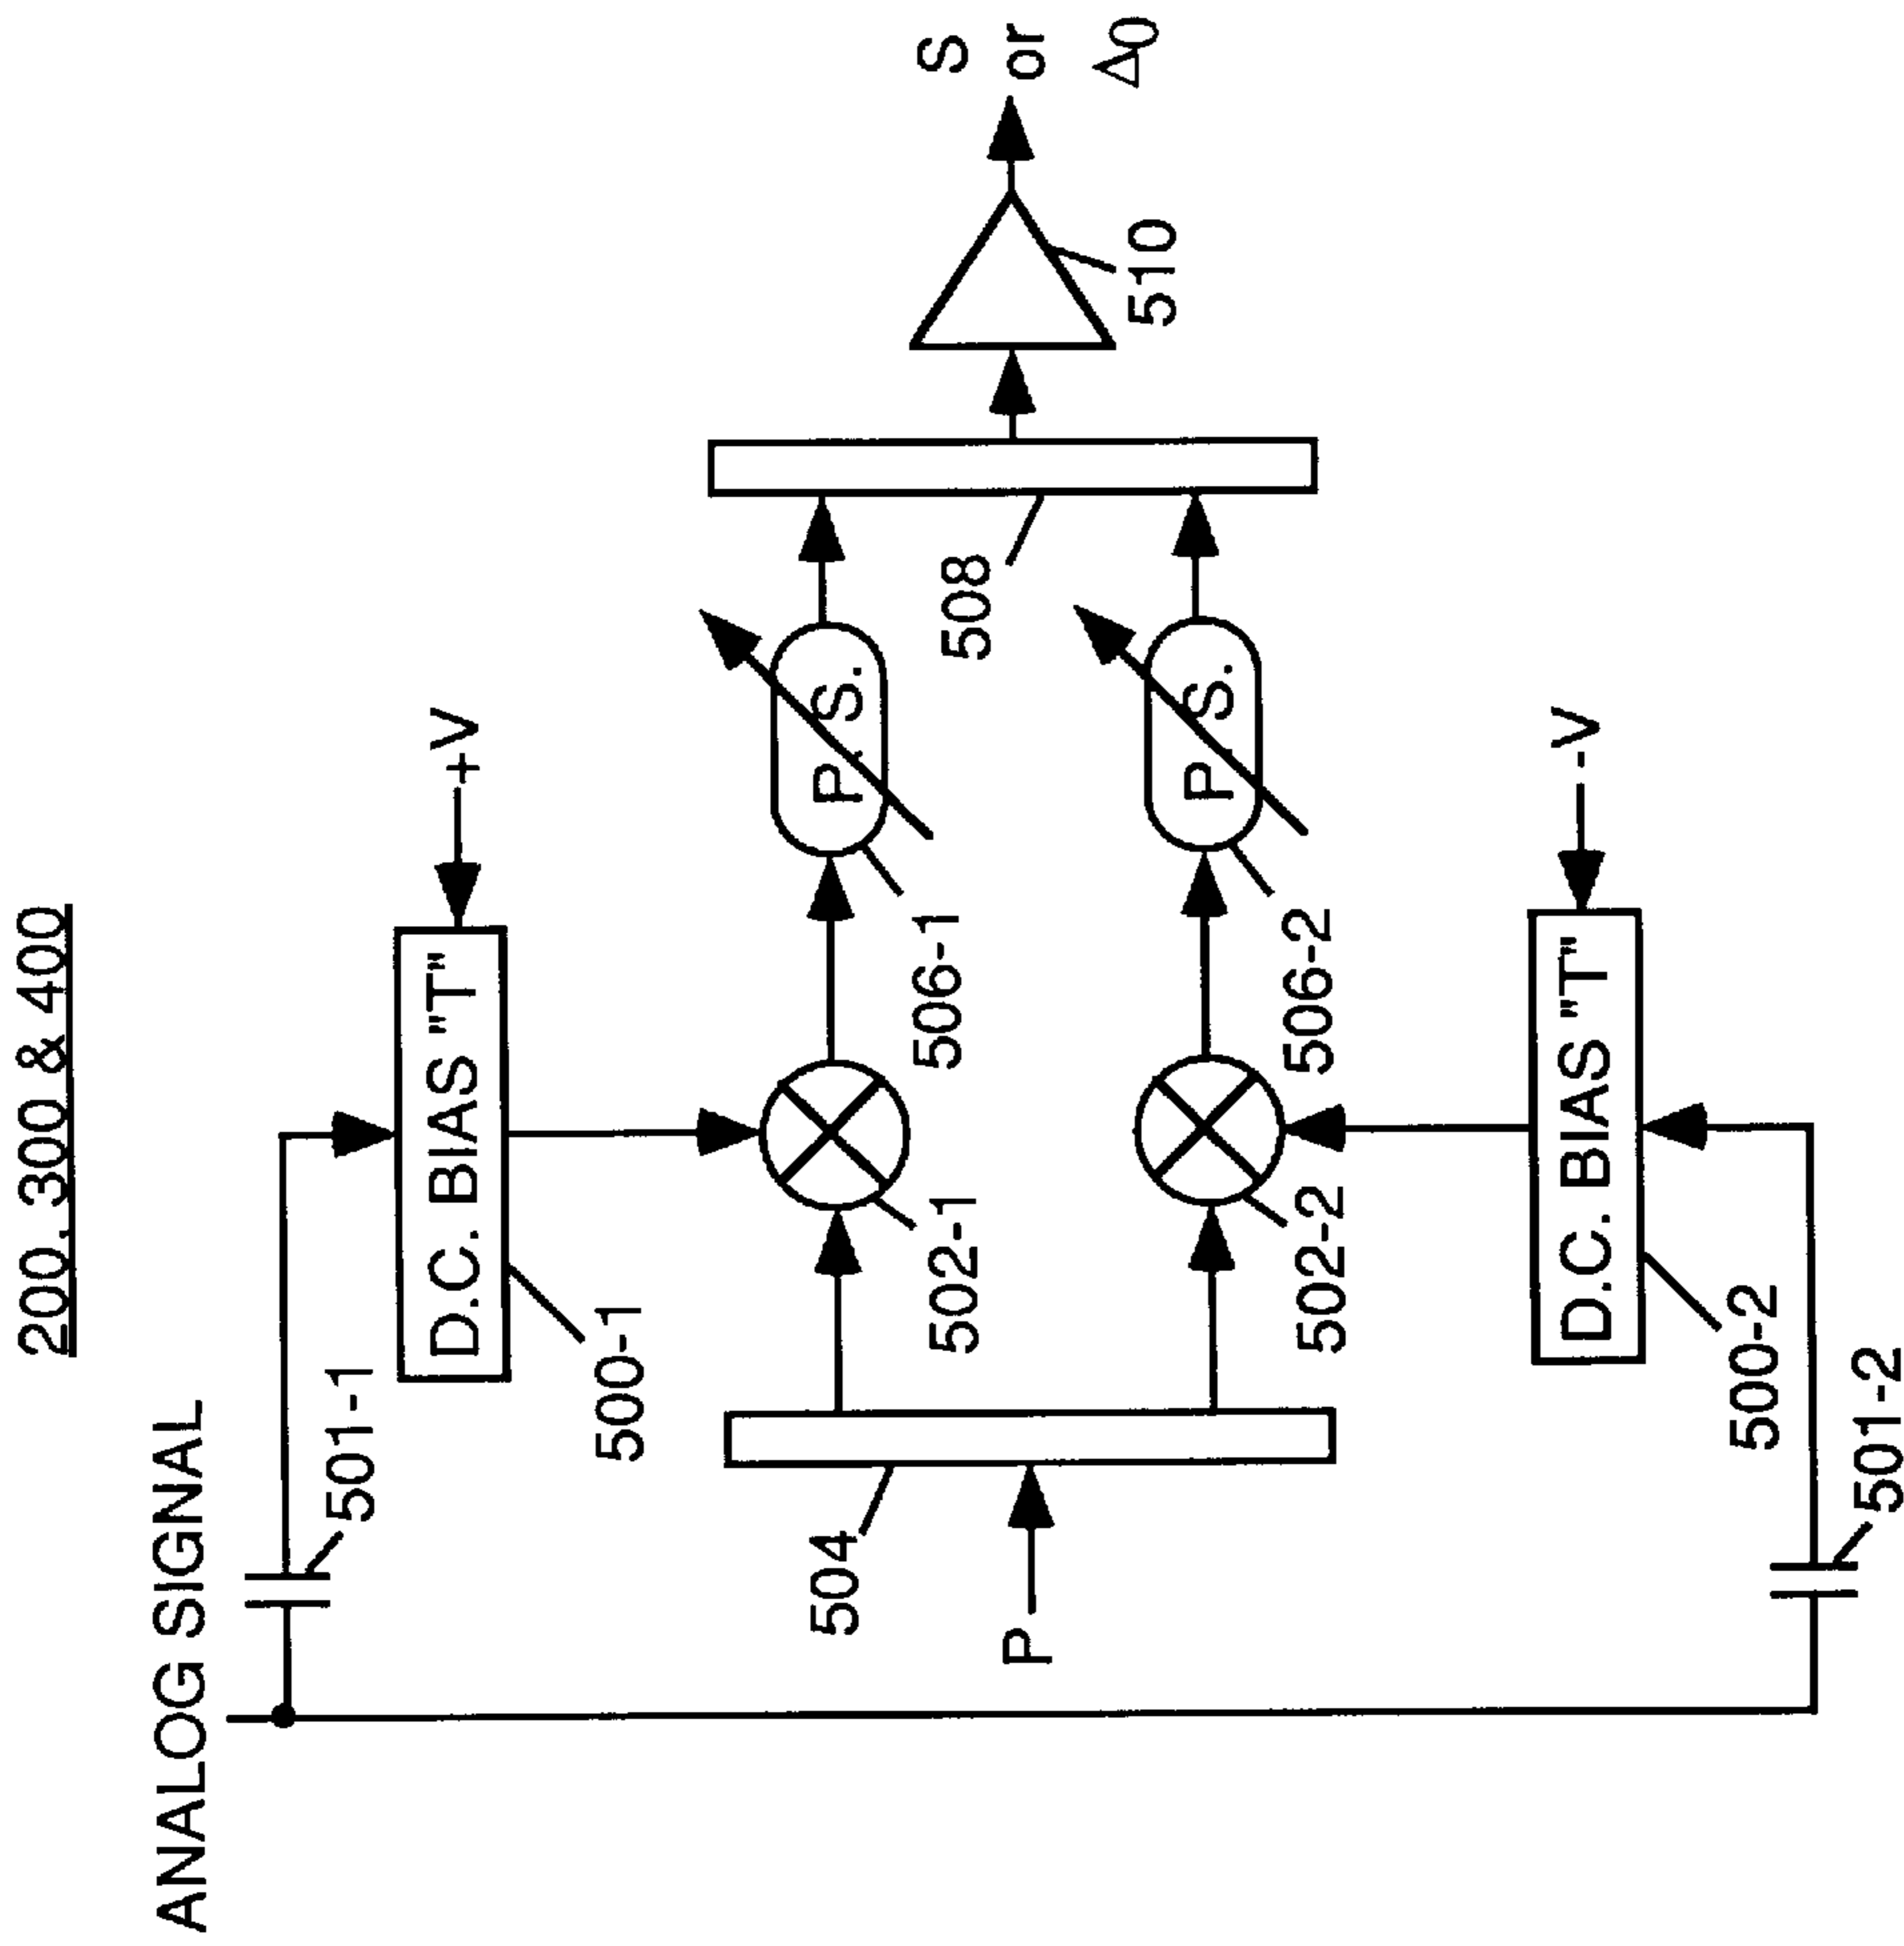 200, 300 & 400
ANALOG SIGNAL
501-1
D.C. BIAS "T"
+V
500-1
504
P
502-1
506-1
P.S.
508
510
S
or
Δ0
502-2
506-2
P.S.
D.C. BIAS "T"
-V
500-2
501-2